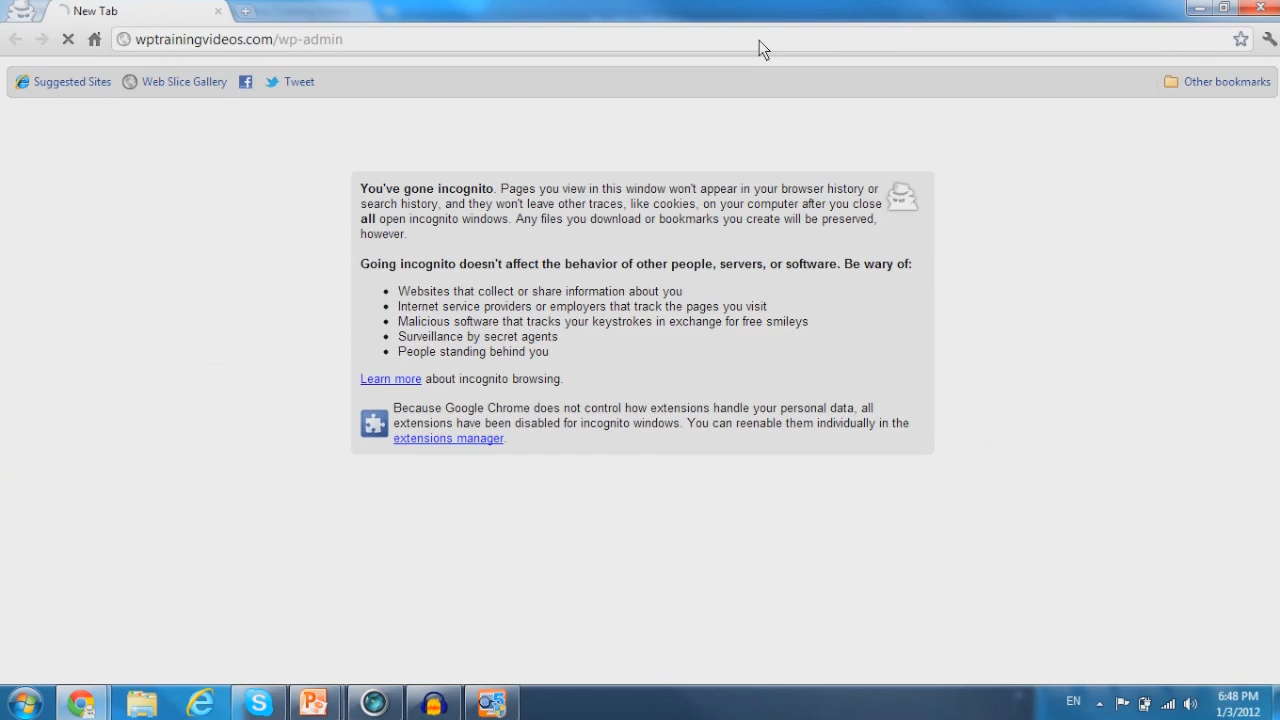 New Tab
wptrainingvideos.com/wp-admin
Suggested Sites
Web Slice Gallery
Tweet
Other bookmarks
You've gone incognito. Pages you view in this window won't appear in your browser history or
search history, and they won't leave other traces, like cookies, on your computer after you close
all open incognito windows. Any files you download or bookmarks you create will be preserved,
however.
Going incognito doesn't affect the behavior of other people, servers, or software. Be wary of:
Websites that collect or share information about you
Internet service providers or employers that track the pages you visit
Malicious software that tracks your keystrokes in exchange for free smileys
Surveillance by secret agents
People standing behind you
Learn more about incognito browsing.
Because Google Chrome does not control how extensions handle your personal data, all
extensions have been disabled for incognito windows. You can reenable them individually in the
extensions manager.
EN
6:48 PM
1/3/2012